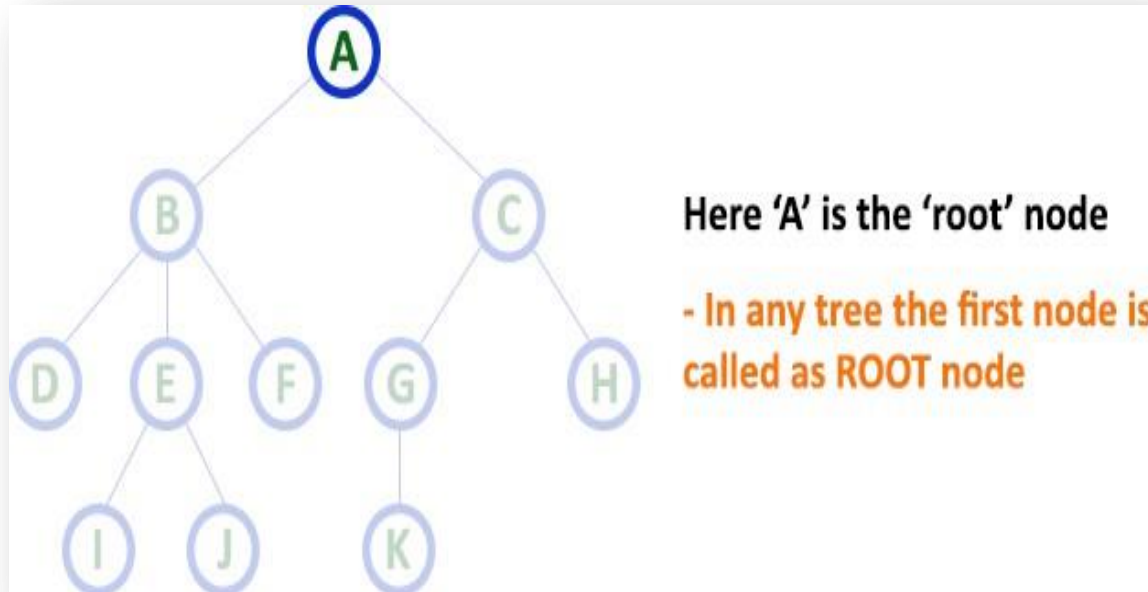 A
B C
Here ‘A’ is the ‘root’ node
- In any tree the first node is
called as ROOT node
D E F G H
I J K